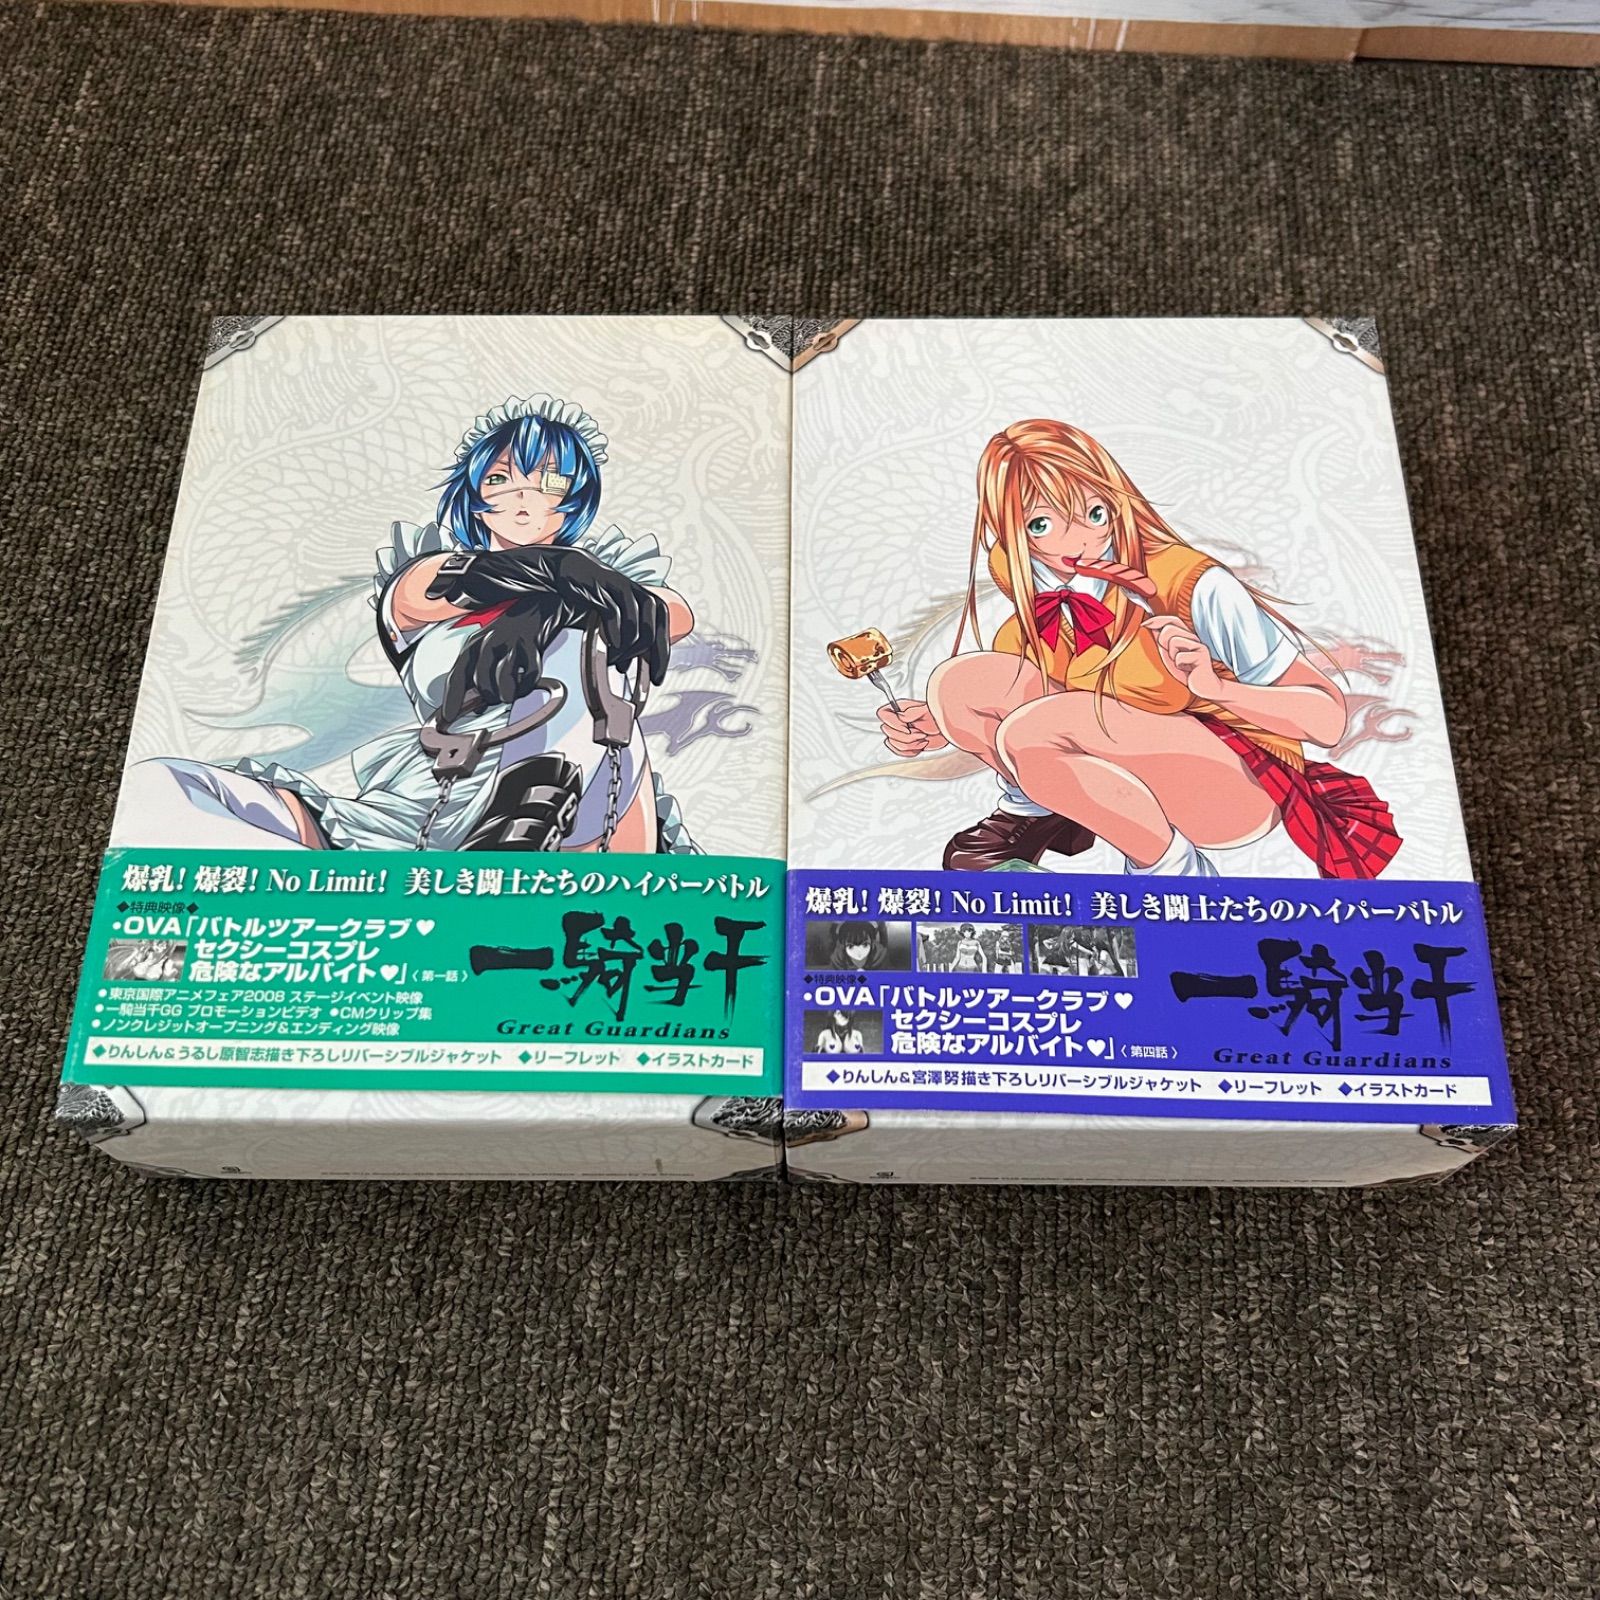 爆乳! 爆裂! No Limit! 美しき闘士たちのハイパーバトル
◆特典映像◆
・OVA「バトルツアークラブ♥
セクシーコスプレ
危険なアルバイト♥」〈第一話〉
●東京国際アニメフェア2008 ステージイベント映像
●一騎当千GG プロモーションビデオ ●CMクリップ集
●ノンクレジットオープニング&エンディング映像
一騎当千
Great Guardians
◆りんしん&うるし原智志描き下ろしリバーシブルジャケット ◆リーフレット ◆イラストカード
爆乳! 爆裂! No Limit! 美しき闘士たちのハイパーバトル
◆特典映像◆
・OVA「バトルツアークラブ♥
セクシーコスプレ
危険なアルバイト♥」〈第四話〉
一騎当千
Great Guardians
◆りんしん&宮澤努描き下ろしリバーシブルジャケット ◆リーフレット ◆イラストカード